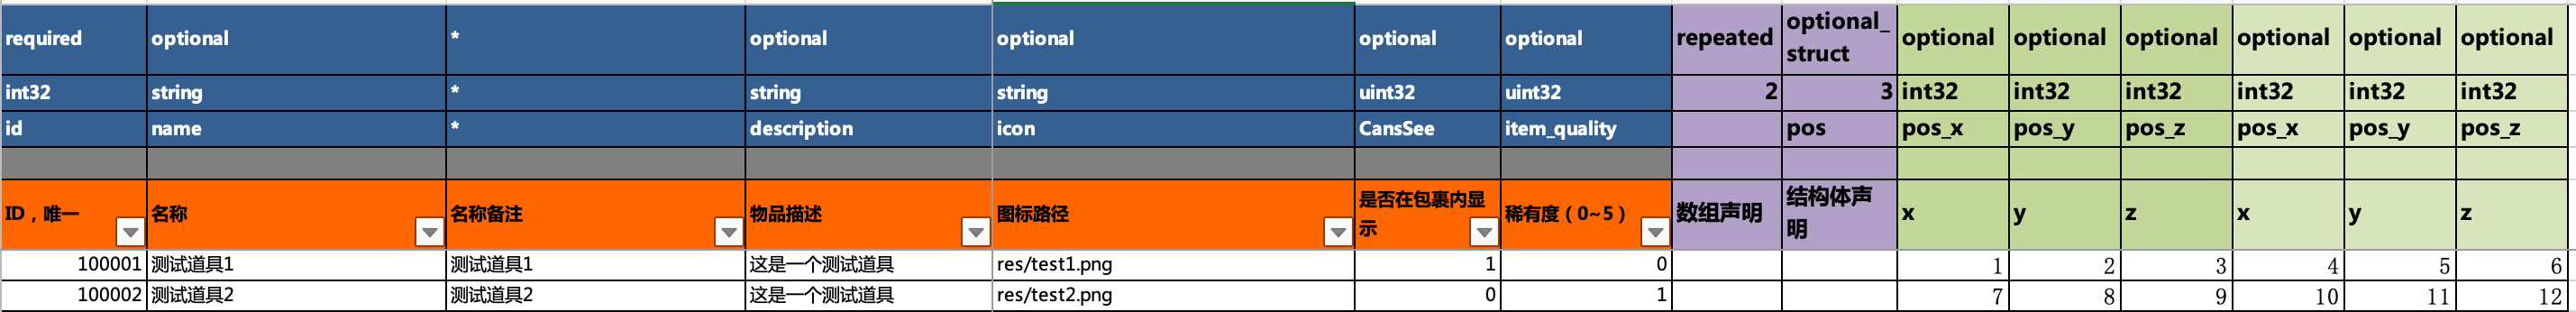 required optional * optional optional optional optional repeated optional_struct optional optional optional optional optional optional
int32 string * string string uint32 uint32 2 3 int32 int32 int32 int32 int32 int32
id name * description icon CansSee item_quality pos pos_x pos_y pos_z pos_x pos_y pos_z
ID，唯一 名称 名称备注 物品描述 图标路径 是否在包裹内显示 稀有度（0~5） 数组声明 结构体声明 x y z x y z
100001 测试道具1 测试道具1 这是一个测试道具 res/test1.png 1 0 1 2 3 4 5 6
100002 测试道具2 测试道具2 这是一个测试道具 res/test2.png 0 1 7 8 9 10 11 12